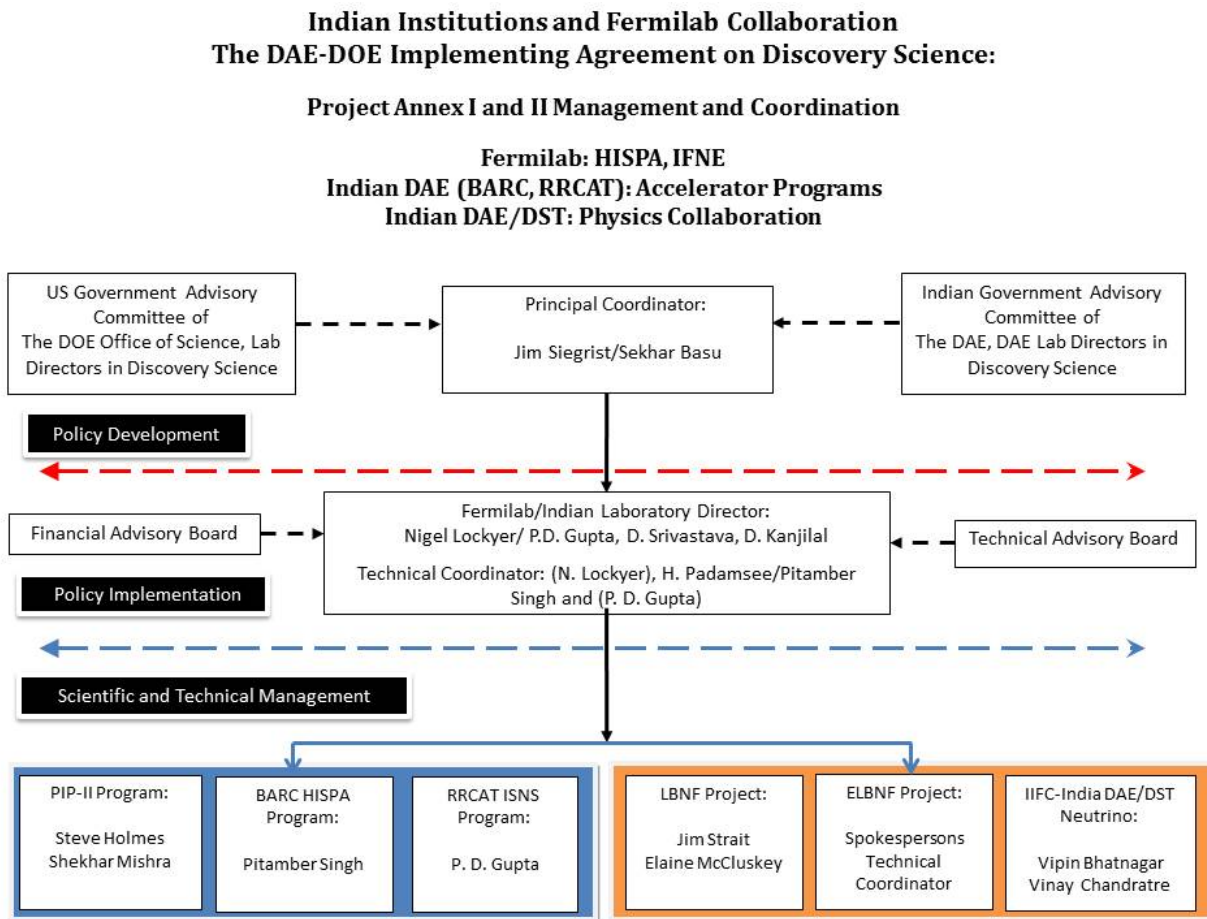 Indian Institutions and Fermilab Collaboration
The DAE-DOE Implementing Agreement on Discovery Science:
Project Annex I and II Management and Coordination
Fermilab: HISPA, IFNE
Indian DAE (BARC, RRCAT): Accelerator Programs
Indian DAE/DST: Physics Collaboration
US Government Advisory
Committee of
The DOE Office of Science, Lab
Directors in Discovery Science
Principal Coordinator:
Jim Siegrist/Sekhar Basu
Indian Government Advisory
Committee of
The DAE, DAE Lab Directors in
Discovery Science
Policy Development
Financial Advisory Board
Fermilab/Indian Laboratory Director:
Nigel Lockyer/ P.D. Gupta, D. Srivastava, D. Kanjilal
Technical Coordinator: (N. Lockyer), H. Padamsee/Pitamber
Singh and (P. D. Gupta)
Technical Advisory Board
Policy Implementation
Scientific and Technical Management
PIP-II Program:
Steve Holmes
Shekhar Mishra
BARC HISPA
Program:
Pitamber Singh
RRCAT ISNS
Program:
P. D. Gupta
LBNF Project:
Jim Strait
Elaine McCluskey
ELBNF Project:
Spokespersons
Technical
Coordinator
IIFC-India DAE/DST
Neutrino:
Vipin Bhatnagar
Vinay Chandratre